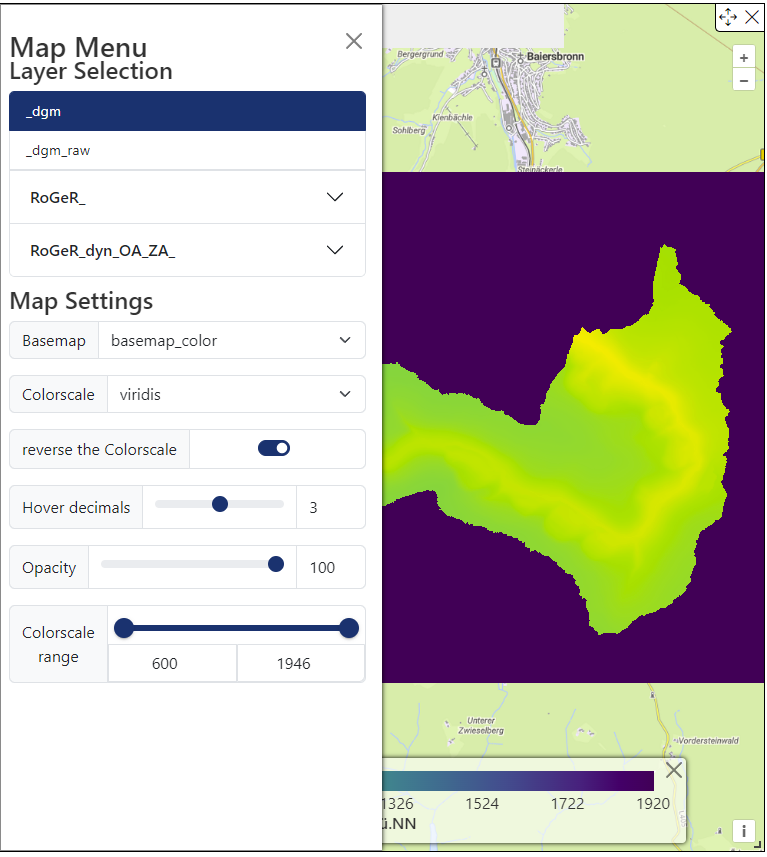 Map Menu
Layer Selection
_dgm
_dgm_raw
RoGeR_
RoGeR_dyn_OA_ZA_
Map Settings
Basemap
basemap_color
Colorscale
viridis
reverse the Colorscale
Hover decimals
3
Opacity
100
Colorscale
range
600
1946
Bergergrund
Baiersbronn
Kienbächle
Sohlberg
Steinäckerle
+
−
Unterer
Zwieselberg
Vordersteinwald
L405
1326 1524 1722 1920
ü.NN
i